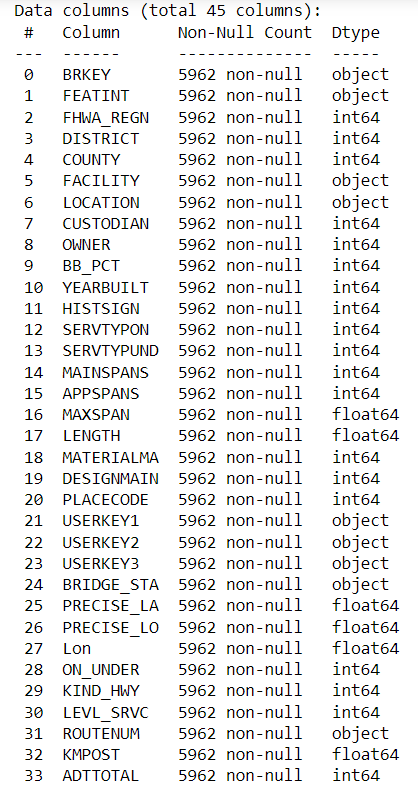 Data columns (total 45 columns):
 #   Column      Non-Null Count  Dtype
---  ------      --------------  -----
 0   BRKEY       5962 non-null   object
 1   FEATINT     5962 non-null   object
 2   FHWA_REGN   5962 non-null   int64
 3   DISTRICT    5962 non-null   int64
 4   COUNTY      5962 non-null   int64
 5   FACILITY    5962 non-null   object
 6   LOCATION    5962 non-null   object
 7   CUSTODIAN   5962 non-null   int64
 8   OWNER       5962 non-null   int64
 9   BB_PCT      5962 non-null   int64
 10  YEARBUILT   5962 non-null   int64
 11  HISTSIGN    5962 non-null   int64
 12  SERVTYPON   5962 non-null   int64
 13  SERVTYPUND  5962 non-null   int64
 14  MAINSPANS   5962 non-null   int64
 15  APPSPANS    5962 non-null   int64
 16  MAXSPAN     5962 non-null   float64
 17  LENGTH      5962 non-null   float64
 18  MATERIALMA  5962 non-null   int64
 19  DESIGNMAIN  5962 non-null   int64
 20  PLACECODE   5962 non-null   int64
 21  USERKEY1    5962 non-null   object
 22  USERKEY2    5962 non-null   object
 23  USERKEY3    5962 non-null   object
 24  BRIDGE_STA  5962 non-null   object
 25  PRECISE_LA  5962 non-null   float64
 26  PRECISE_LO  5962 non-null   float64
 27  Lon         5962 non-null   float64
 28  ON_UNDER    5962 non-null   int64
 29  KIND_HWY    5962 non-null   int64
 30  LEVL_SRVC   5962 non-null   int64
 31  ROUTENUM    5962 non-null   object
 32  KMPOST      5962 non-null   float64
 33  ADTTOTAL    5962 non-null   int64